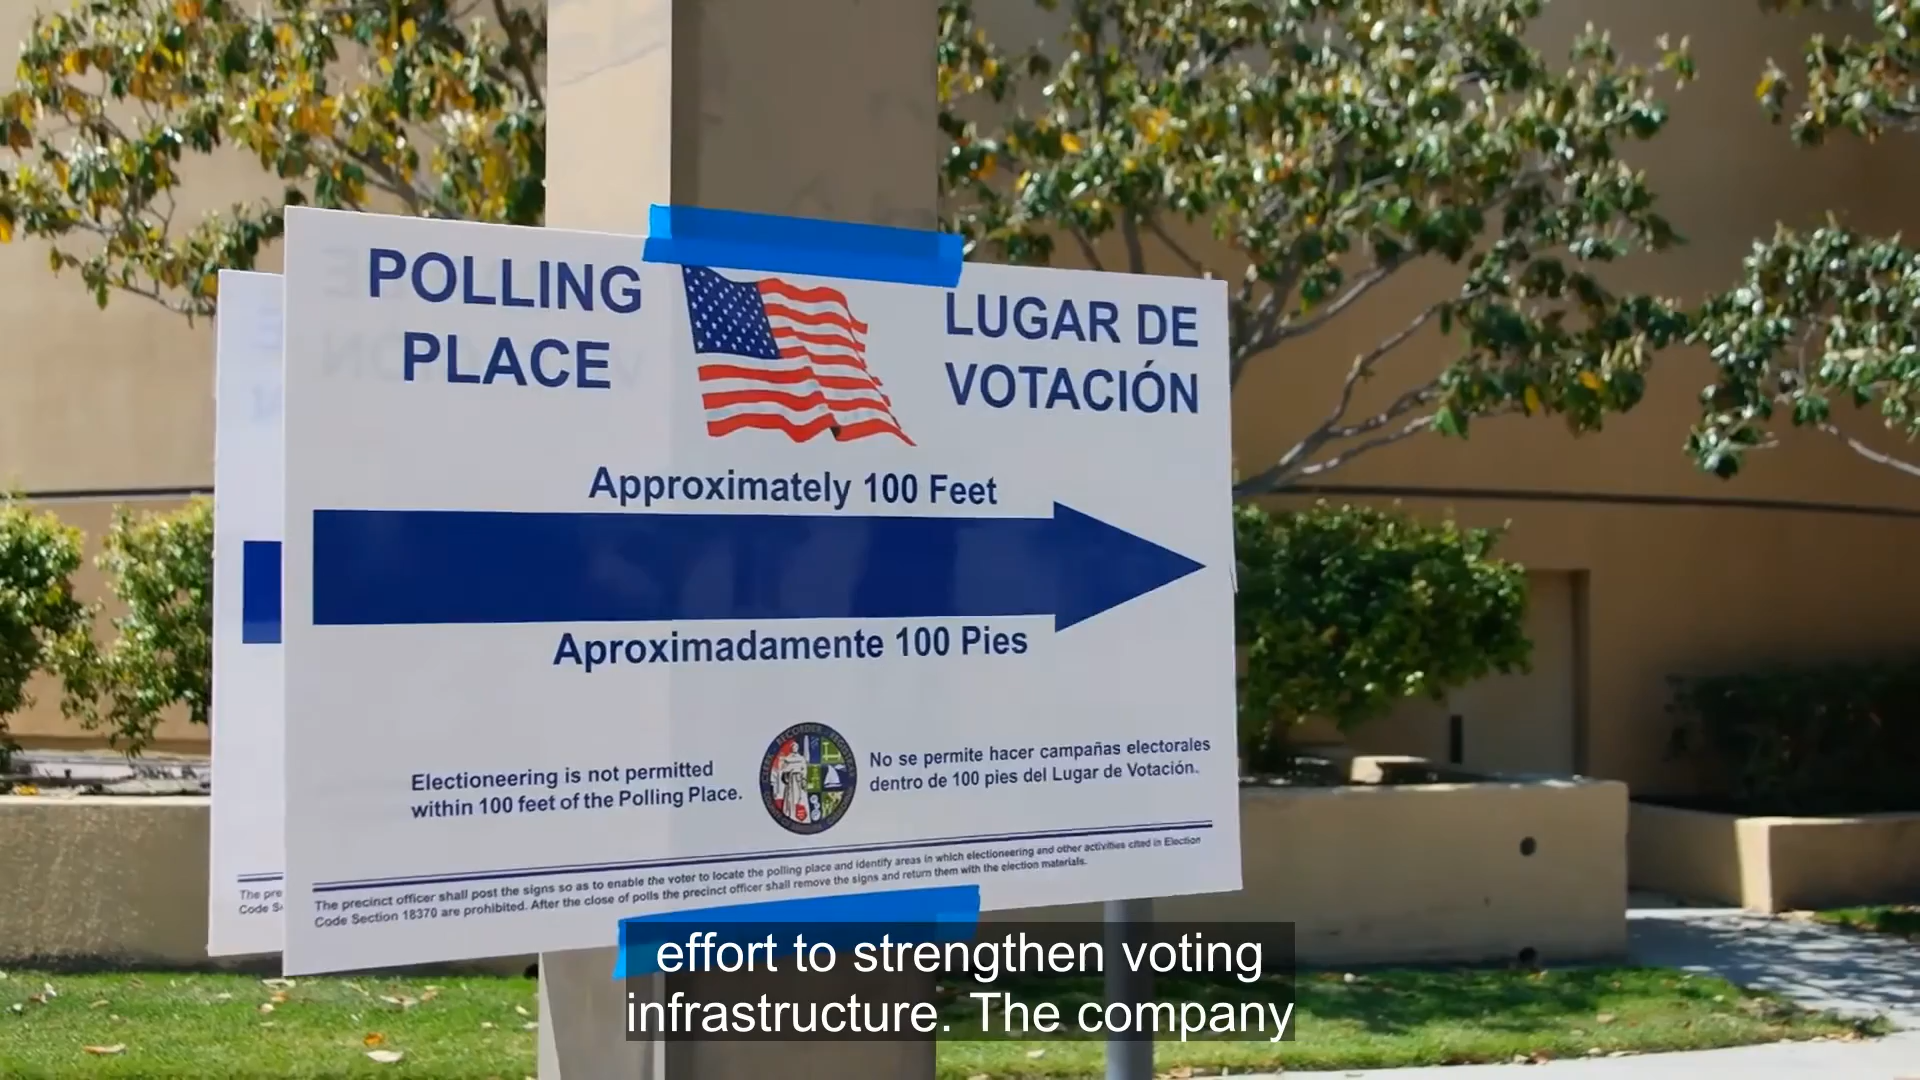 POLLING
PLACE
LUGAR DE
VOTACIÓN
Approximately 100 Feet
Aproximadamente 100 Pies
Electioneering is not permitted
within 100 feet of the Polling Place.
No se permite hacer campañas electorales
dentro de 100 pies del Lugar de Votación.
The precinct officer shall post the signs so as to enable the voter to locate the polling place and identify areas in which electioneering and other activities cited in Election
Code Section 18370 are prohibited. After the close of polls the precinct officer shall remove the signs and return them with the election materials.
The pre
Code S
effort to strengthen voting
infrastructure. The company